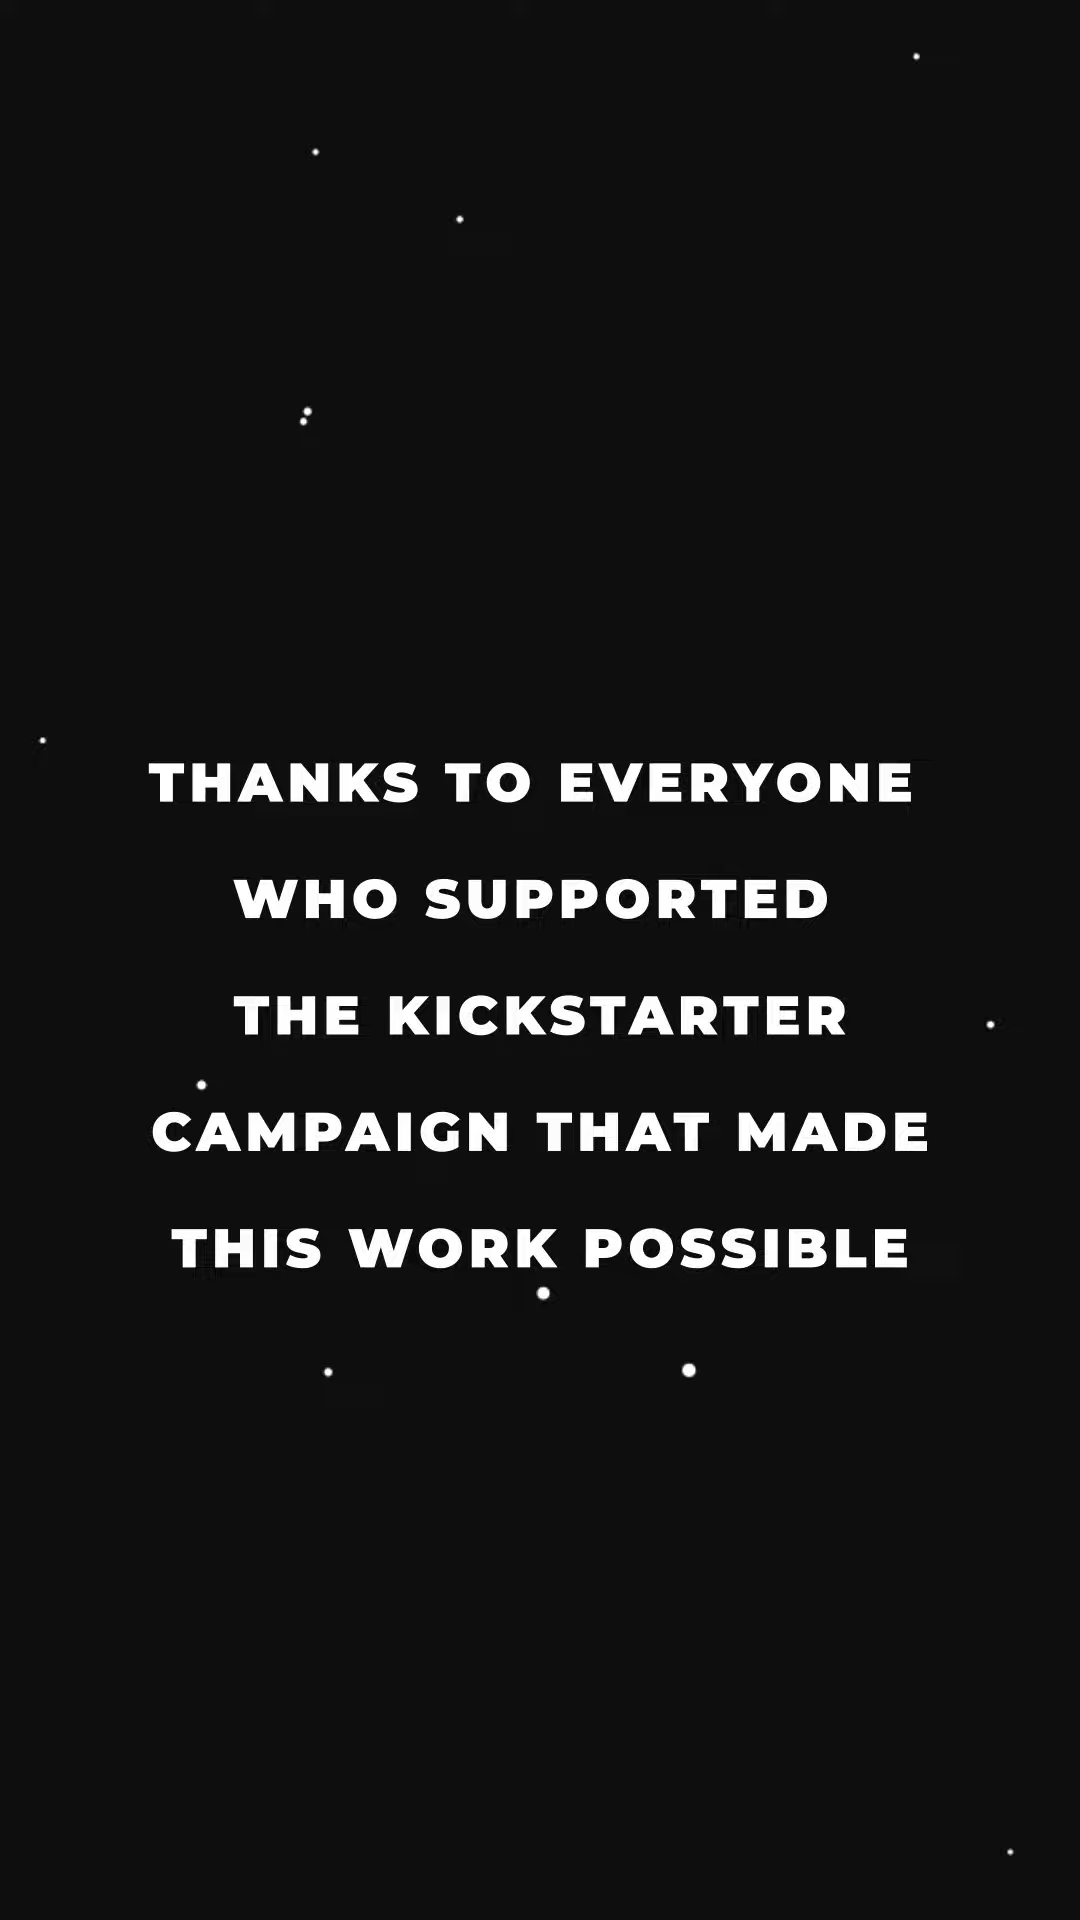 THANKS TO EVERYONE
WHO SUPPORTED
THE KICKSTARTER
CAMPAIGN THAT MADE
THIS WORK POSSIBLE